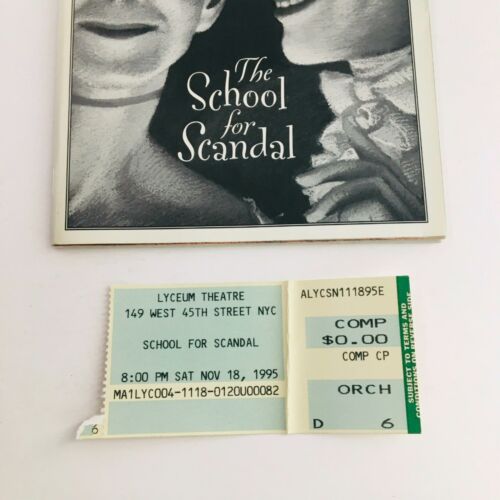 The
School
for
Scandal
LYCEUM THEATRE
149 WEST 45TH STREET NYC
SCHOOL FOR SCANDAL
8:00 PM SAT NOV 18, 1995
MA1LYC004-1118-0120U00082
6
ALYCSN111895E
COMP
$0.00
COMP CP
ORCH
D 6
SUBJECT TO TERMS AND
CONDITIONS ON REVERSE SIDE